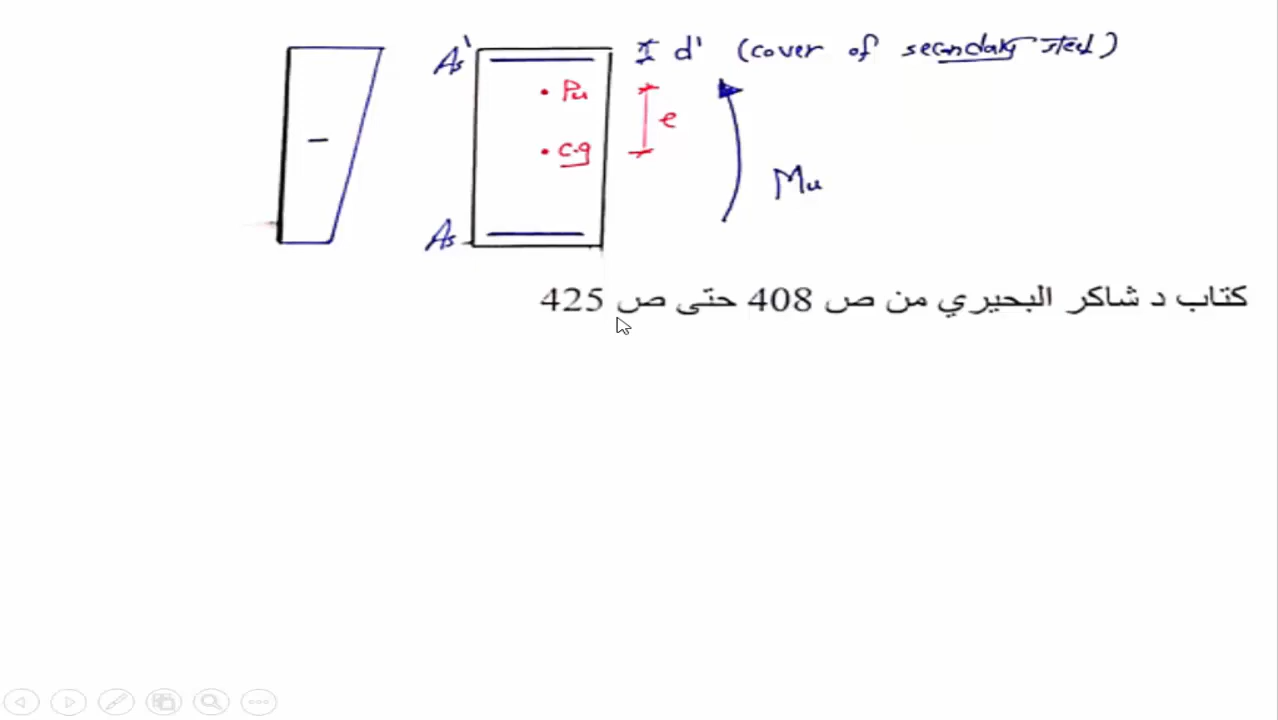 As' d' (cover of secondary steel)
Pu
e
c.g
Mu
As
كتاب د شاكر البحيري من ص 408 حتى ص 425